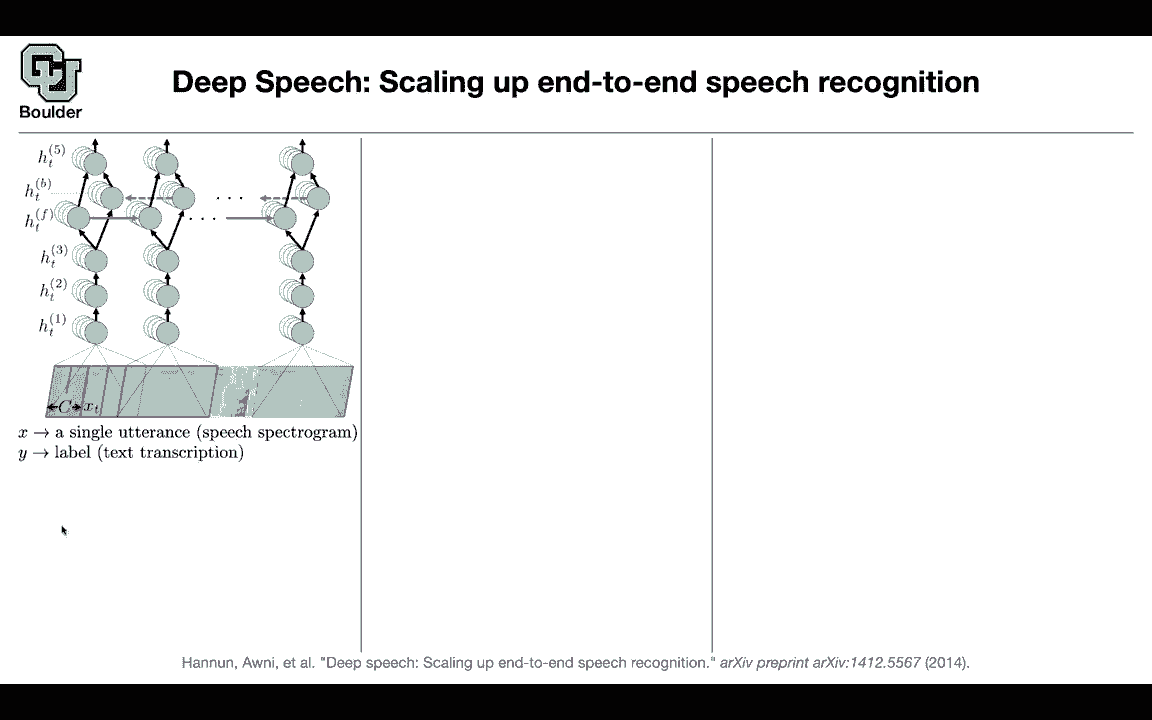 Boulder
Deep Speech: Scaling up end-to-end speech recognition
h_t^{(5)}
h_t^{(b)}
h_t^{(f)}
h_t^{(3)}
h_t^{(2)}
h_t^{(1)}
C x_t
x → a single utterance (speech spectrogram)
y → label (text transcription)
Hannun, Awni, et al. "Deep speech: Scaling up end-to-end speech recognition." arXiv preprint arXiv:1412.5567 (2014).